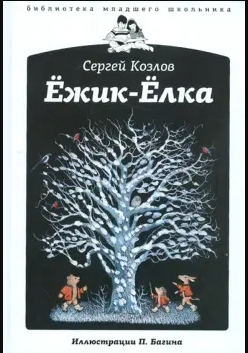 библиотека младшего школьника
Сергей Козлов
Ёжик-Ёлка
Иллюстрации П. Багина